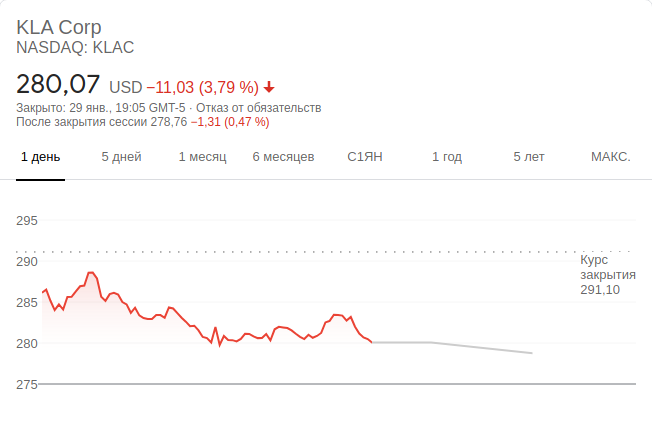 KLA Corp
NASDAQ: KLAC
280,07 USD −11,03 (3,79 %)
Закрыто: 29 янв., 19:05 GMT-5 · Отказ от обязательств
После закрытия сессии 278,76 −1,31 (0,47 %)
1 день 5 дней 1 месяц 6 месяцев С1ЯН 1 год 5 лет МАКС.
295
290
285
280
275
Курс
закрытия
291,10